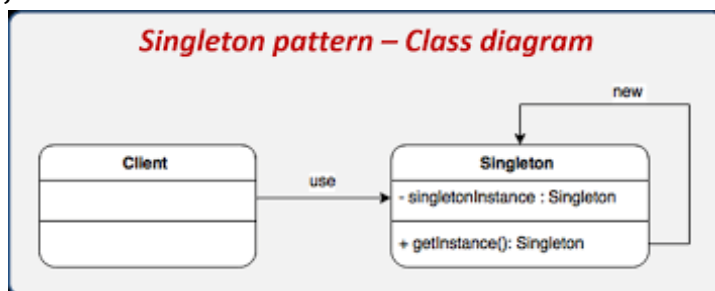 Singleton pattern – Class diagram
new
Client
Singleton
use
- singletonInstance : Singleton
+ getInstance(): Singleton